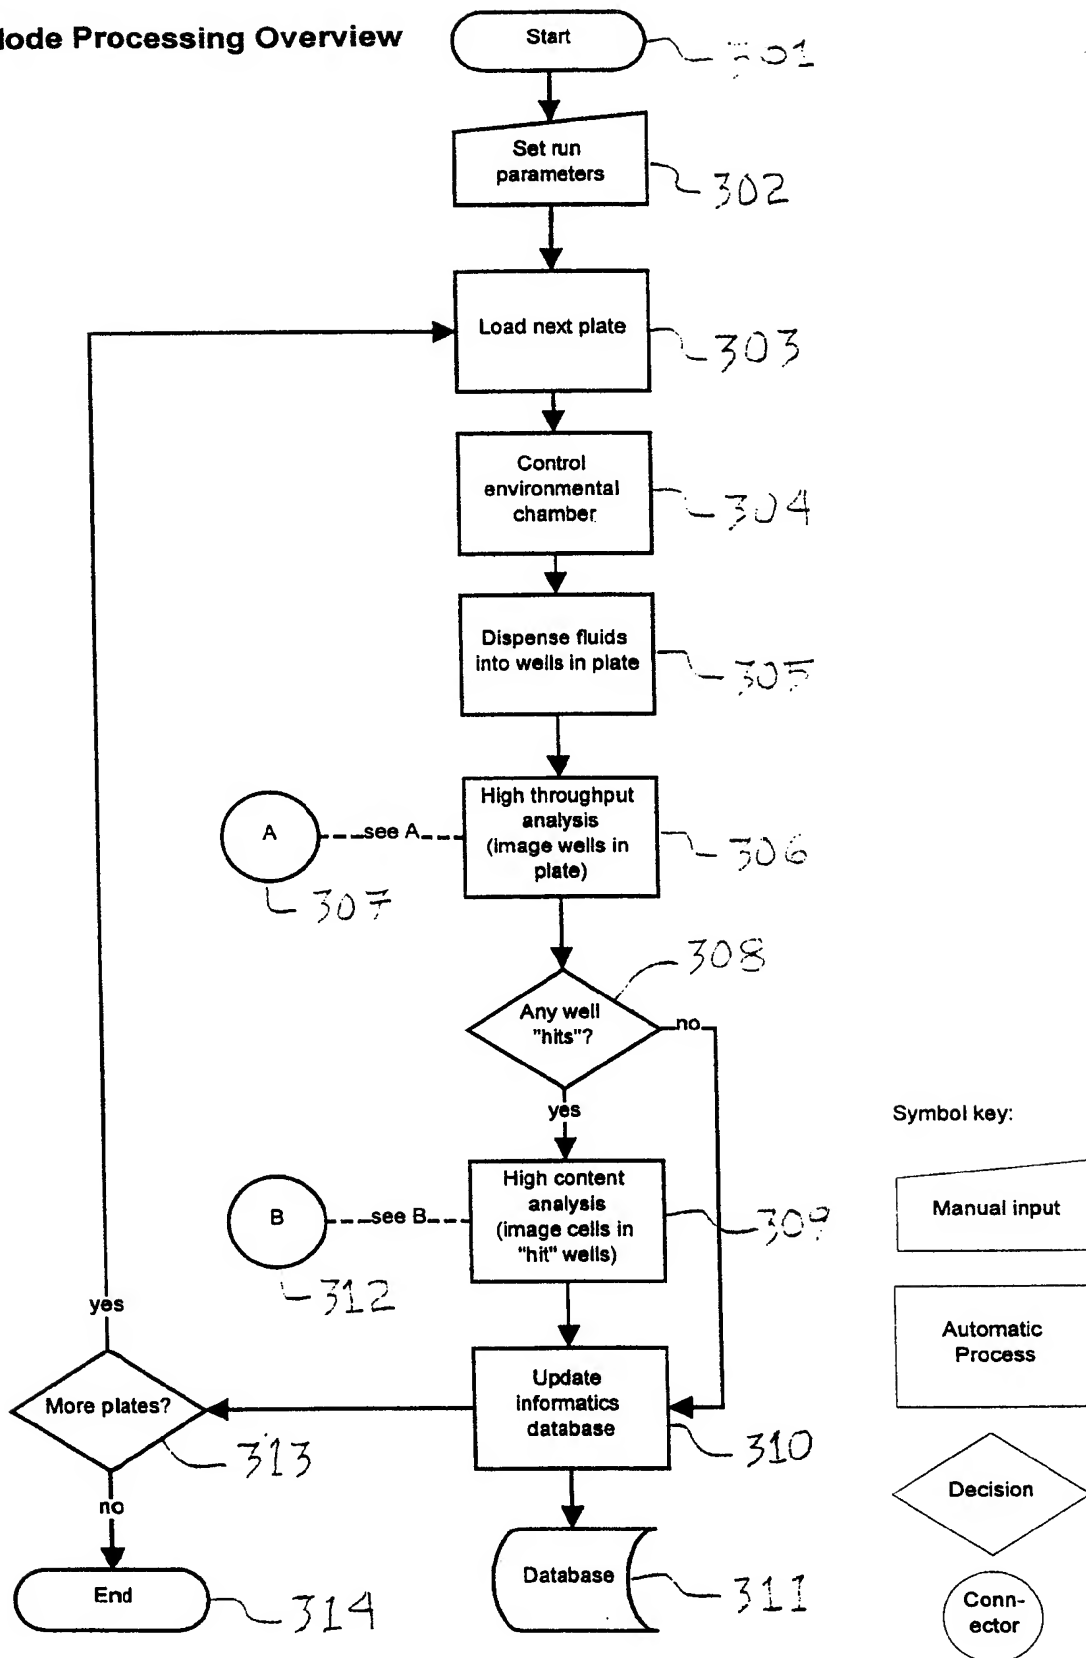 lode Processing Overview
Start
301
Set run
parameters
302
Load next plate
303
Control
environmental
chamber
304
Dispense fluids
into wells in plate
305
High throughput
analysis
(image wells in
plate)
306
A
see A
307
308
Any well
"hits"?
no
yes
High content
analysis
(image cells in
"hit" wells)
309
B
see B
312
yes
More plates?
313
no
Update
informatics
database
310
End
314
Database
311
Symbol key:
Manual input
Automatic
Process
Decision
Conn-
ector